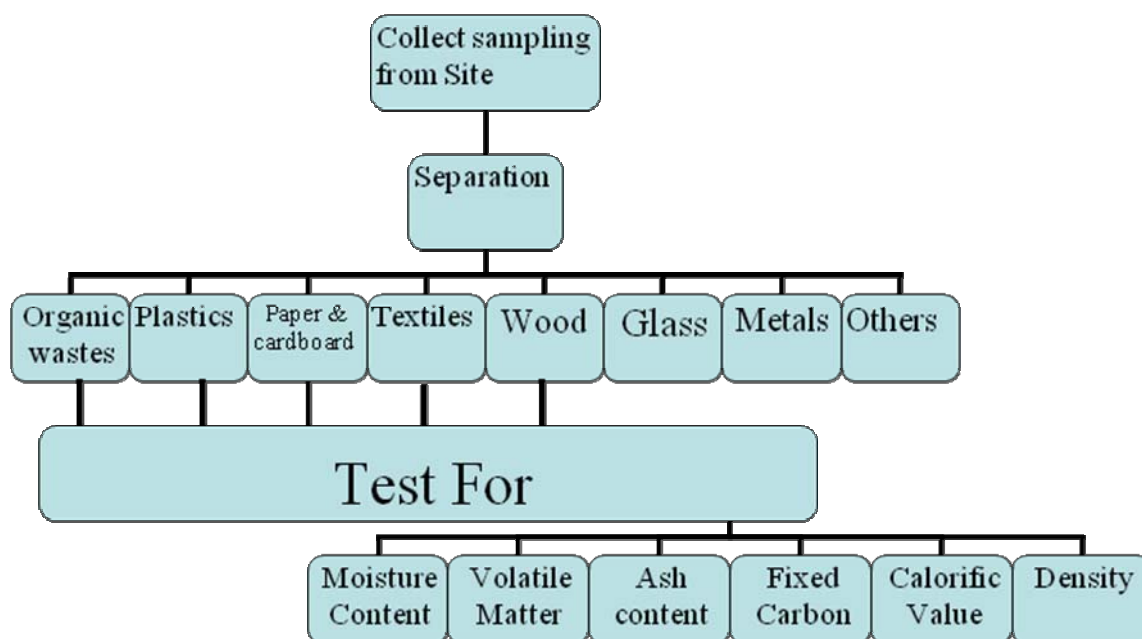 Collect sampling
from Site
Separation
Organic
wastes
Plastics
Paper &
cardboard
Textiles
Wood
Glass
Metals
Others
Test For
Moisture
Content
Volatile
Matter
Ash
content
Fixed
Carbon
Calorific
Value
Density